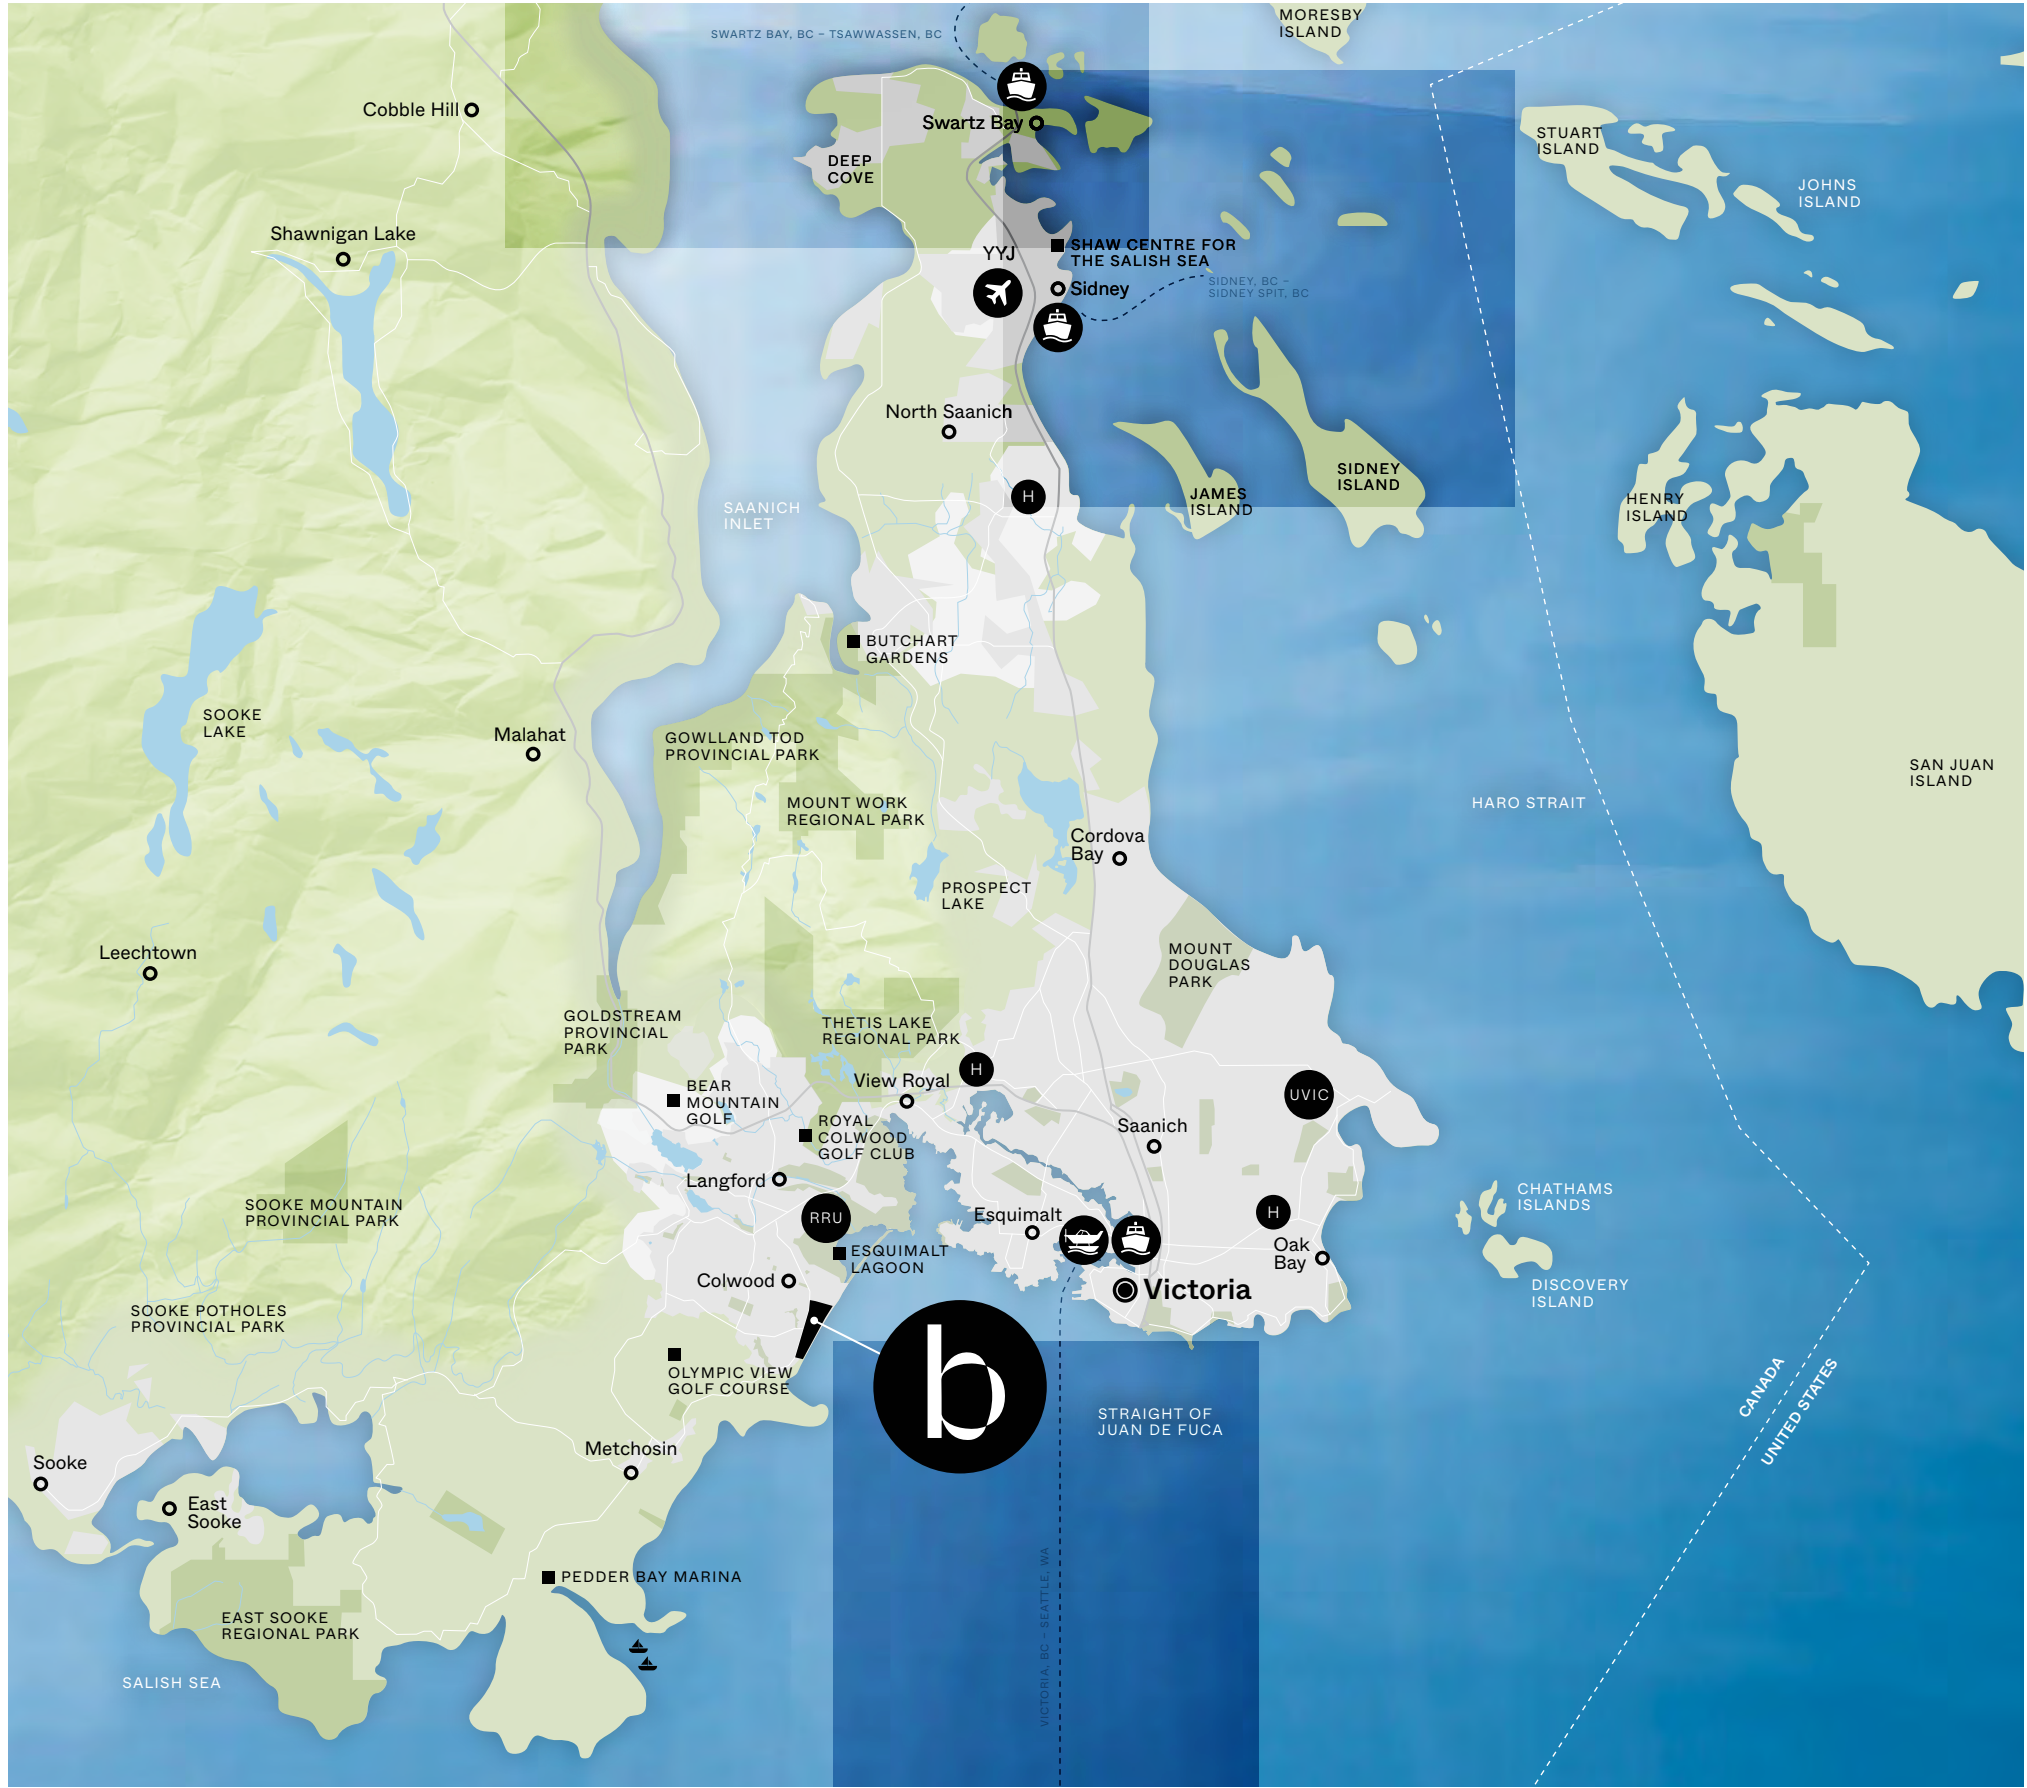 MORESBY
ISLAND
SWARTZ BAY, BC – TSAWWASSEN, BC
Cobble Hill
Swartz Bay
STUART
ISLAND
DEEP
COVE
JOHNS
ISLAND
Shawnigan Lake
YYJ
SHAW CENTRE FOR
THE SALISH SEA
Sidney
SIDNEY, BC –
SIDNEY SPIT, BC
North Saanich
SIDNEY
ISLAND
JAMES
ISLAND
H
HENRY
ISLAND
SAANICH
INLET
BUTCHART
GARDENS
SOOKE
LAKE
Malahat
GOWLLAND TOD
PROVINCIAL PARK
SAN JUAN
ISLAND
MOUNT WORK
REGIONAL PARK
HARO STRAIT
Cordova
Bay
PROSPECT
LAKE
Leechtown
MOUNT
DOUGLAS
PARK
GOLDSTREAM
PROVINCIAL
PARK
THETIS LAKE
REGIONAL PARK
H
View Royal
BEAR
MOUNTAIN
GOLF
UVIC
ROYAL
COLWOOD
GOLF CLUB
Saanich
Langford
SOOKE MOUNTAIN
PROVINCIAL PARK
RRU
Esquimalt
H
CHATHAMS
ISLANDS
Oak
Bay
ESQUIMALT
LAGOON
Colwood
Victoria
DISCOVERY
ISLAND
SOOKE POTHOLES
PROVINCIAL PARK
OLYMPIC VIEW
GOLF COURSE
b
CANADA
UNITED STATES
STRAIGHT OF
JUAN DE FUCA
Metchosin
Sooke
East
Sooke
PEDDER BAY MARINA
VICTORIA, BC – SEATTLE, WA
EAST SOOKE
REGIONAL PARK
SALISH SEA